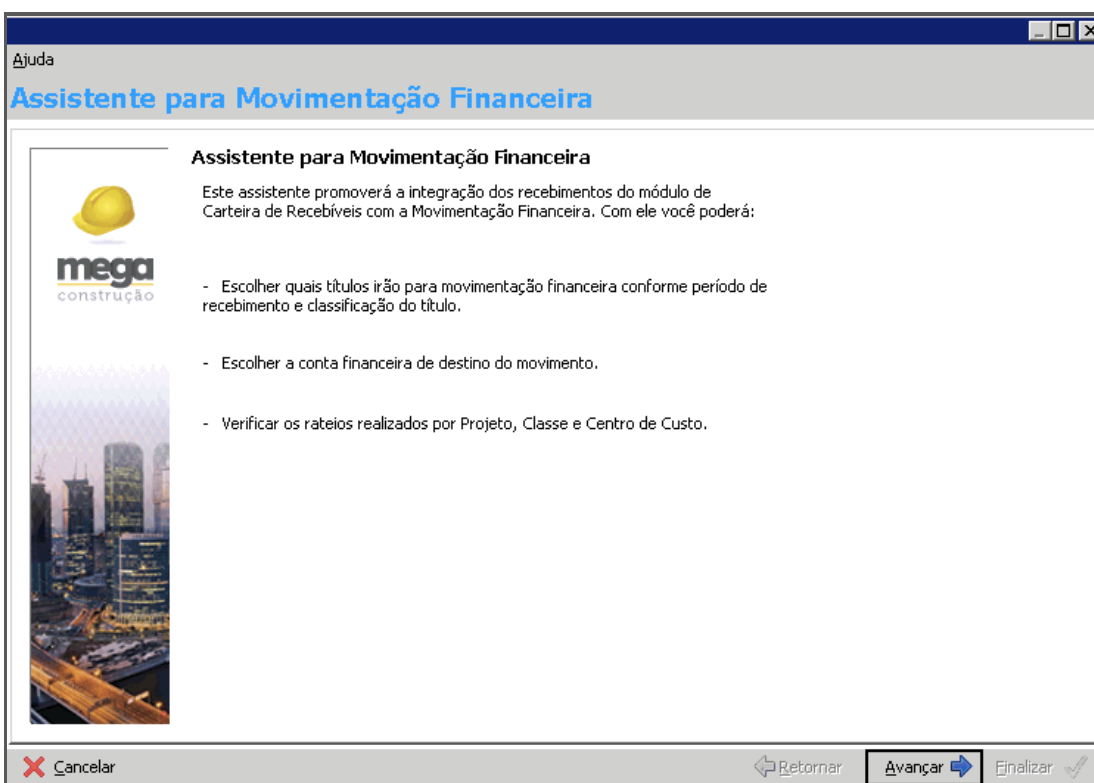 Ajuda
Assistente para Movimentação Financeira
Assistente para Movimentação Financeira
Este assistente promoverá a integração dos recebimentos do módulo de
Carteira de Recebíveis com a Movimentação Financeira. Com ele você poderá:
mega
construção
- Escolher quais títulos irão para movimentação financeira conforme período de
recebimento e classificação do título.
- Escolher a conta financeira de destino do movimento.
- Verificar os rateios realizados por Projeto, Classe e Centro de Custo.
Cancelar
Retornar
Avançar
Finalizar